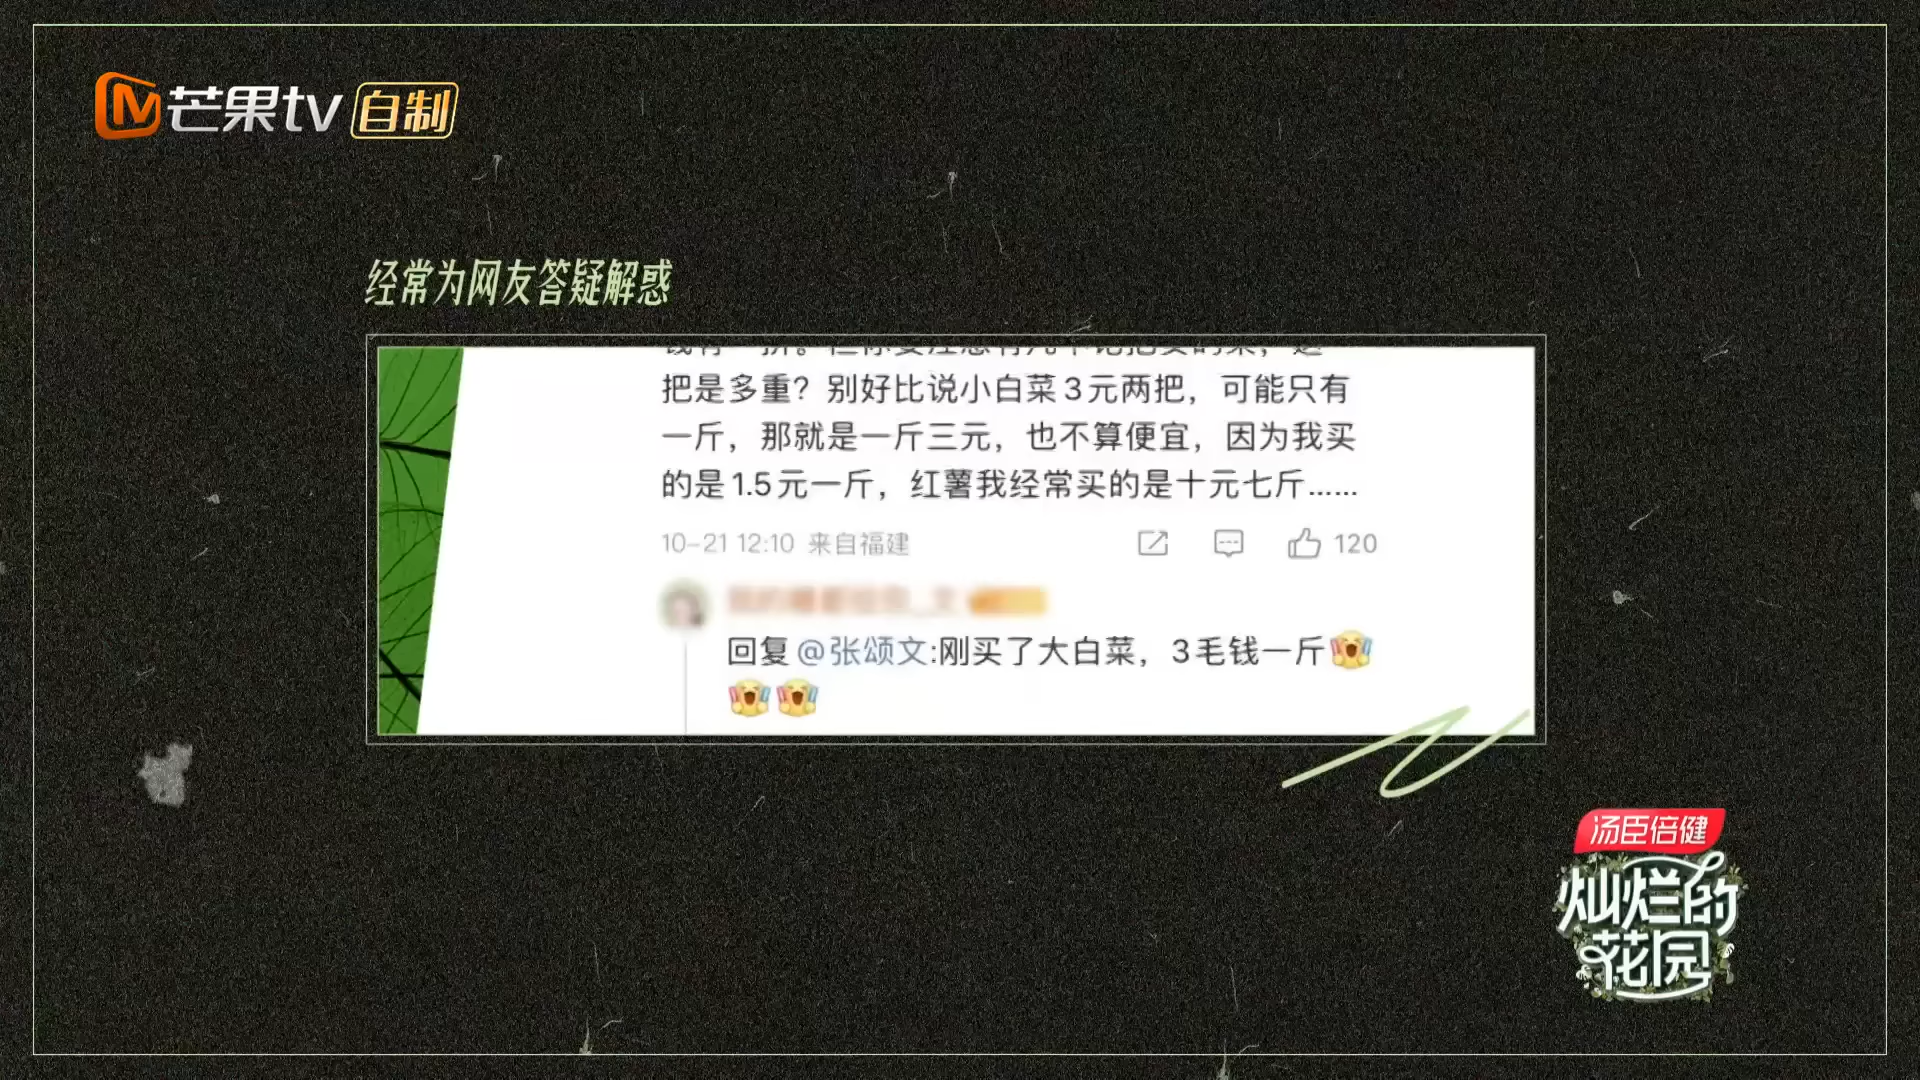 芒果tv 自制
经常为网友答疑解惑
把是多重？别好比说小白菜3元两把，可能只有
一斤，那就是一斤三元，也不算便宜，因为我买
的是1.5元一斤，红薯我经常买的是十元七斤......
10-21 12:10 来自福建 120
回复@张颂文:刚买了大白菜，3毛钱一斤
汤臣倍健
灿烂的
花园